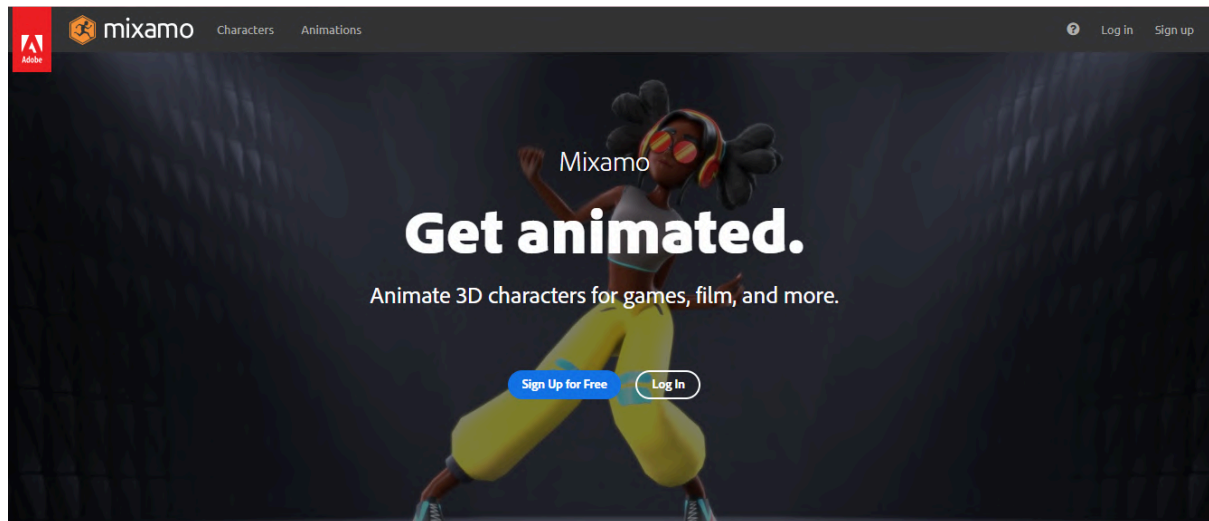 Adobe
mixamo Characters Animations Log in Sign up
Mixamo
Get animated.
Animate 3D characters for games, film, and more.
Sign Up for Free Log In